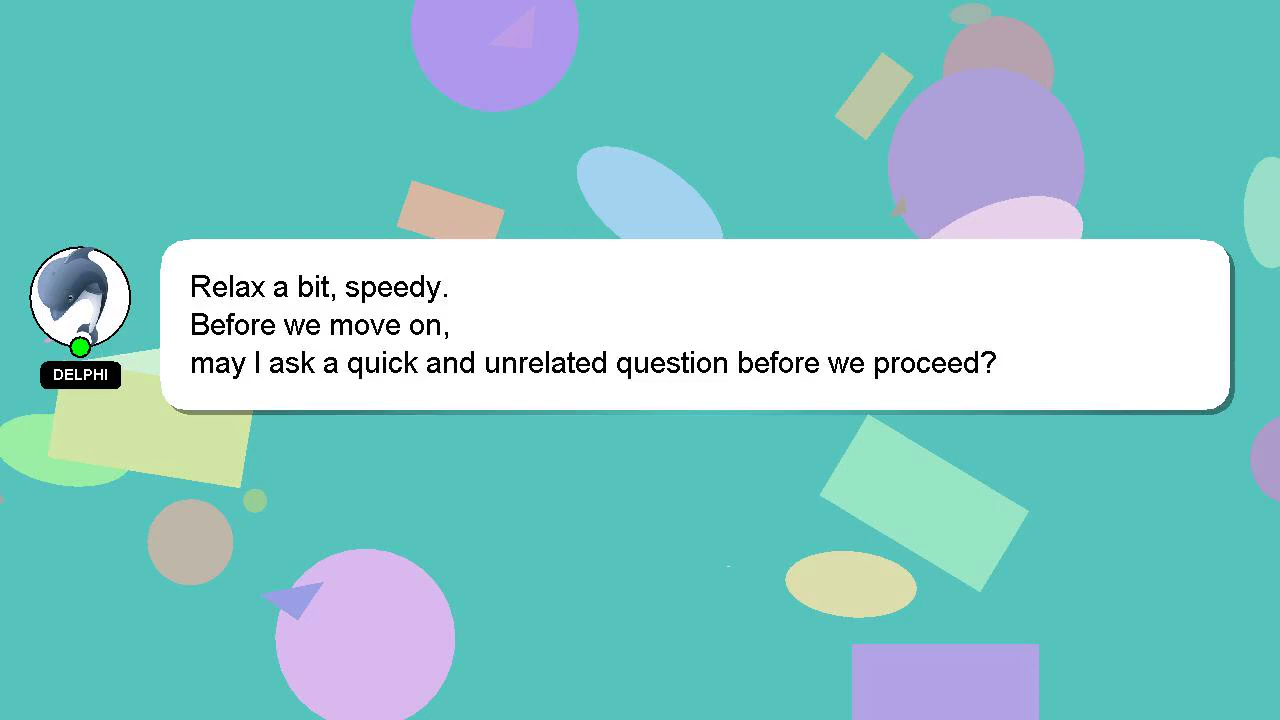 Relax a bit, speedy.
Before we move on,
may I ask a quick and unrelated question before we proceed?
DELPHI